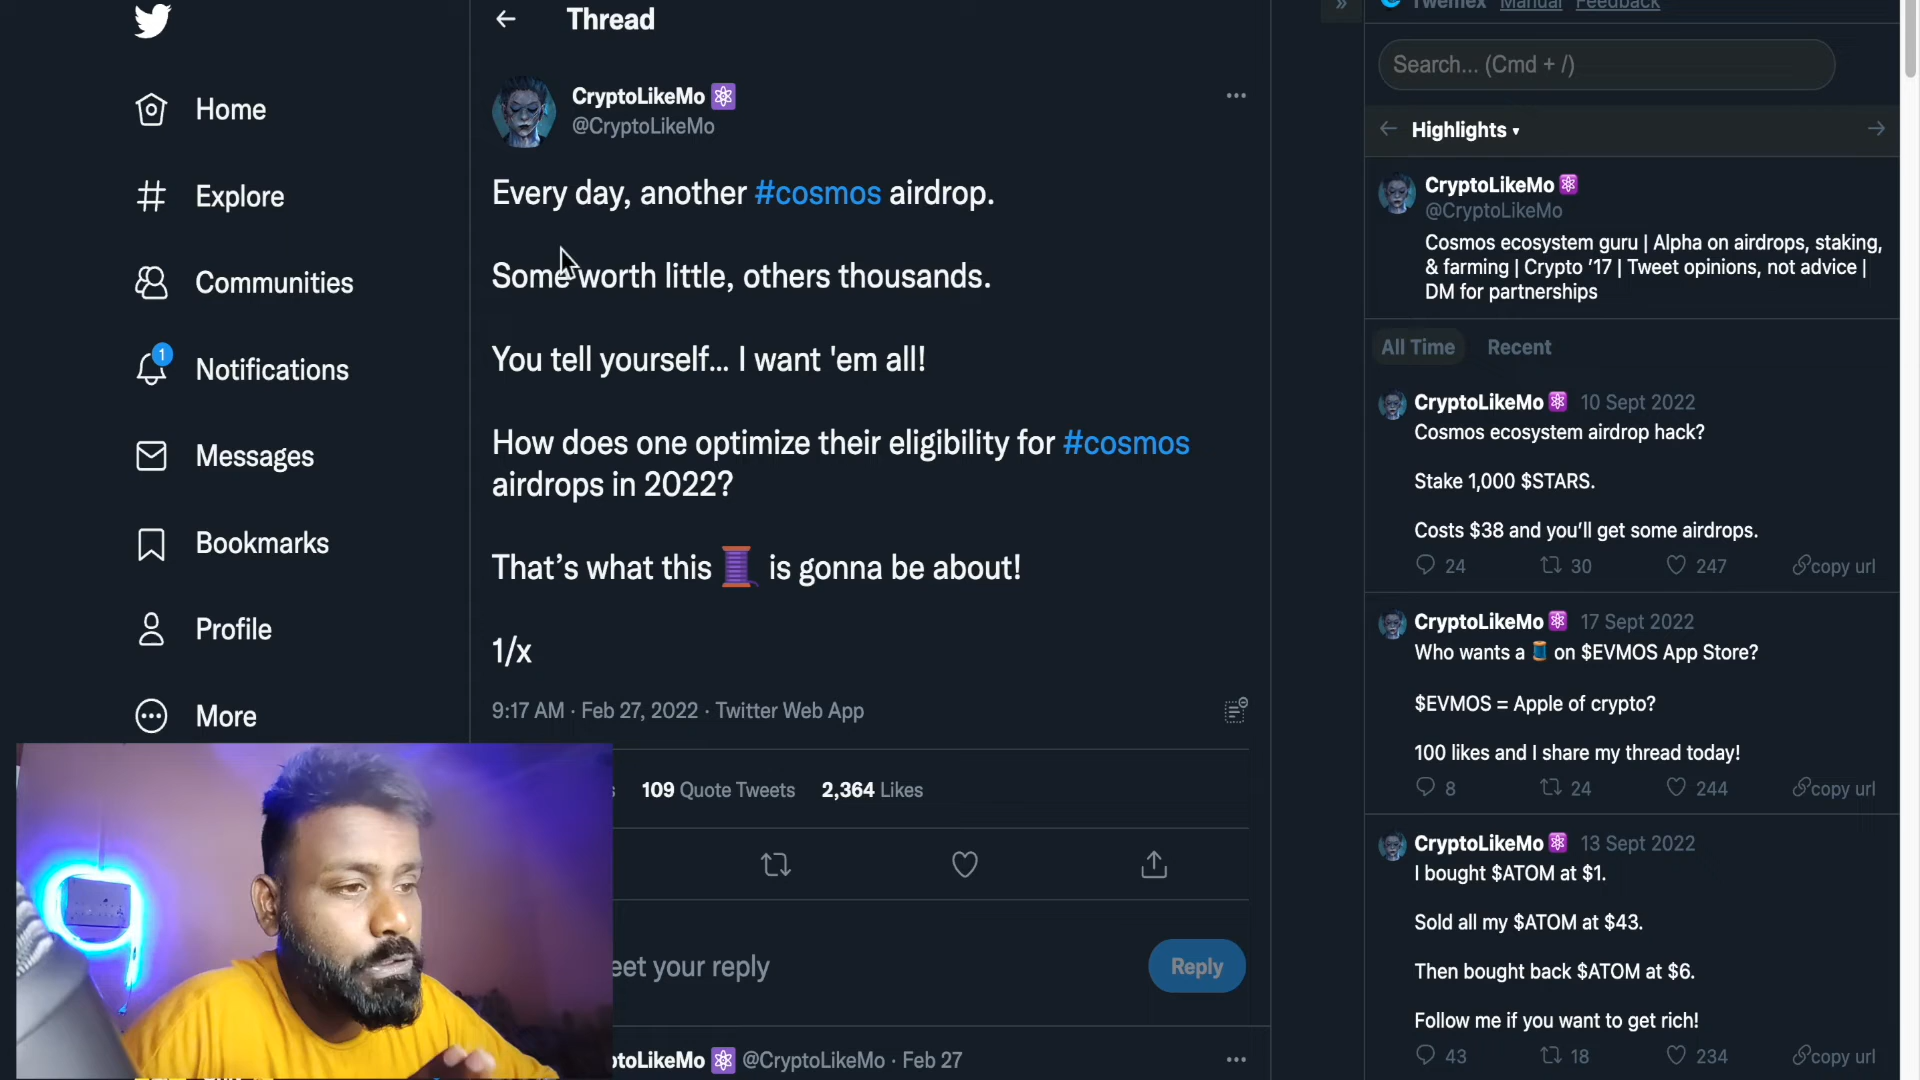 Home
Explore
Communities
1
Notifications
Messages
Bookmarks
Profile
More
Thread
CryptoLikeMo
@CryptoLikeMo
Every day, another #cosmos airdrop.
Some worth little, others thousands.
You tell yourself... I want 'em all!
How does one optimize their eligibility for #cosmos
airdrops in 2022?
That's what this 🧵 is gonna be about!
1/x
9:17 AM · Feb 27, 2022 · Twitter Web App
109 Quote Tweets 2,364 Likes
eet your reply
Reply
toLikeMo @CryptoLikeMo · Feb 27
Twemex Manual Feedback
Search... (Cmd + /)
Highlights
CryptoLikeMo
@CryptoLikeMo
Cosmos ecosystem guru | Alpha on airdrops, staking,
& farming | Crypto '17 | Tweet opinions, not advice |
DM for partnerships
All Time Recent
CryptoLikeMo 10 Sept 2022
Cosmos ecosystem airdrop hack?
Stake 1,000 $STARS.
Costs $38 and you'll get some airdrops.
24 30 247 copy url
CryptoLikeMo 17 Sept 2022
Who wants a 🧵 on $EVMOS App Store?
$EVMOS = Apple of crypto?
100 likes and I share my thread today!
8 24 244 copy url
CryptoLikeMo 13 Sept 2022
I bought $ATOM at $1.
Sold all my $ATOM at $43.
Then bought back $ATOM at $6.
Follow me if you want to get rich!
43 18 234 copy url